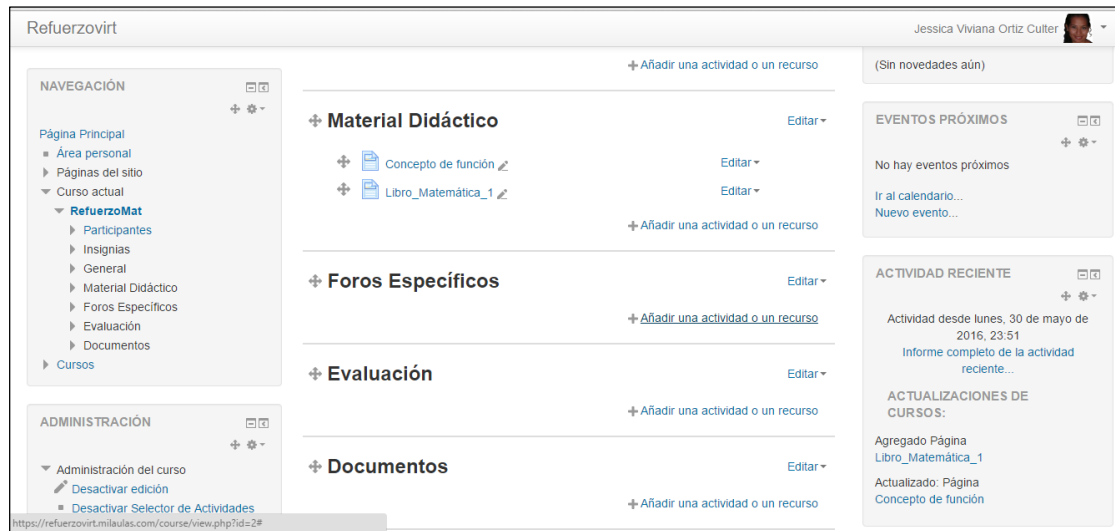 Refuerzovirt
Jessica Viviana Ortiz Culter
NAVEGACIÓN
Página Principal
Área personal
Páginas del sitio
Curso actual
RefuerzoMat
Participantes
Insignias
General
Material Didáctico
Foros Específicos
Evaluación
Documentos
Cursos
ADMINISTRACIÓN
Administración del curso
Desactivar edición
Desactivar Selector de Actividades
https://refuerzovirt.milaulas.com/course/view.php?id=2#
Añadir una actividad o un recurso
Material Didáctico
Editar
Concepto de función
Editar
Libro_Matemática_1
Editar
Añadir una actividad o un recurso
Foros Específicos
Editar
Añadir una actividad o un recurso
Evaluación
Editar
Añadir una actividad o un recurso
Documentos
Editar
Añadir una actividad o un recurso
(Sin novedades aún)
EVENTOS PRÓXIMOS
No hay eventos próximos
Ir al calendario...
Nuevo evento...
ACTIVIDAD RECIENTE
Actividad desde lunes, 30 de mayo de
2016, 23:51
Informe completo de la actividad
reciente...
ACTUALIZACIONES DE
CURSOS:
Agregado Página
Libro_Matemática_1
Actualizado: Página
Concepto de función